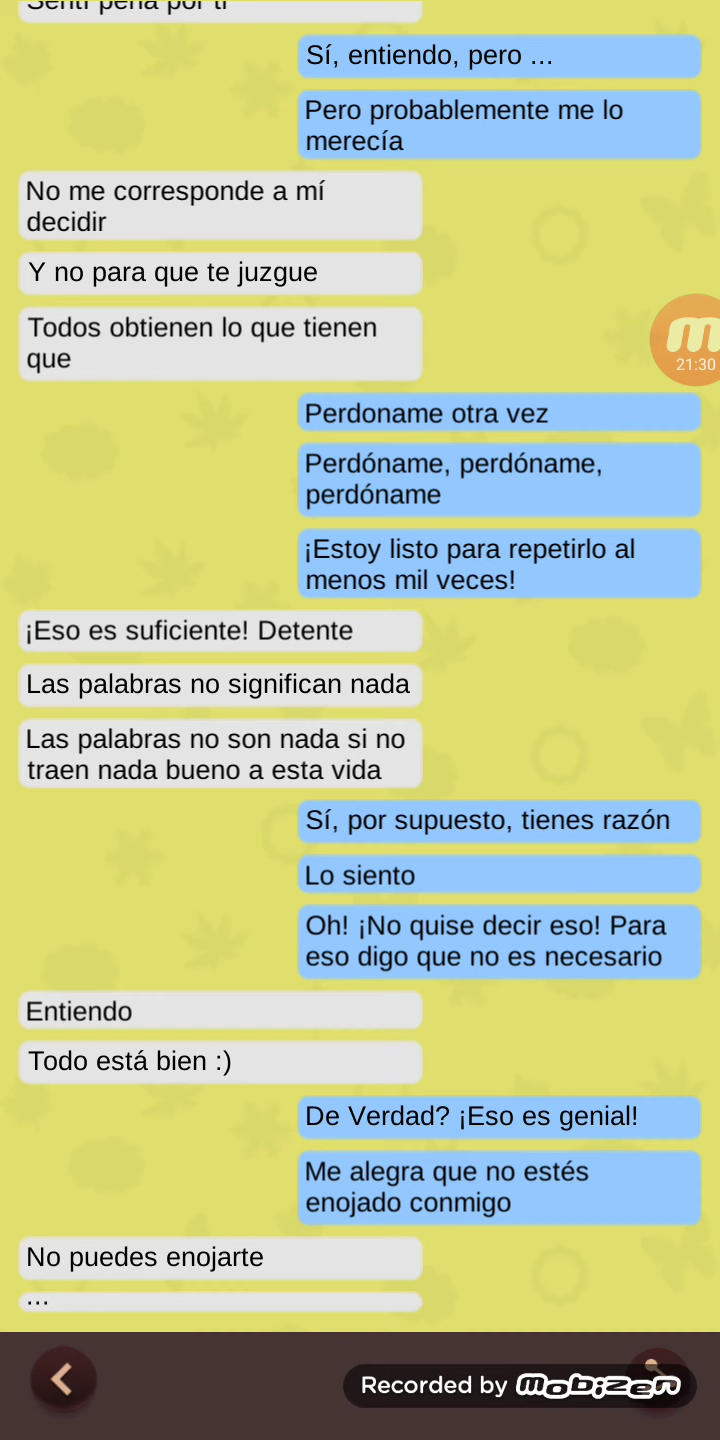 Sentí pena por ti
Sí, entiendo, pero ...
Pero probablemente me lo
merecía
No me corresponde a mí
decidir
Y no para que te juzgue
Todos obtienen lo que tienen
que
21:30
Perdoname otra vez
Perdóname, perdóname,
perdóname
¡Estoy listo para repetirlo al
menos mil veces!
¡Eso es suficiente! Detente
Las palabras no significan nada
Las palabras no son nada si no
traen nada bueno a esta vida
Sí, por supuesto, tienes razón
Lo siento
Oh! ¡No quise decir eso! Para
eso digo que no es necesario
Entiendo
Todo está bien :)
De Verdad? ¡Eso es genial!
Me alegra que no estés
enojado conmigo
No puedes enojarte
...
Recorded by mobizen